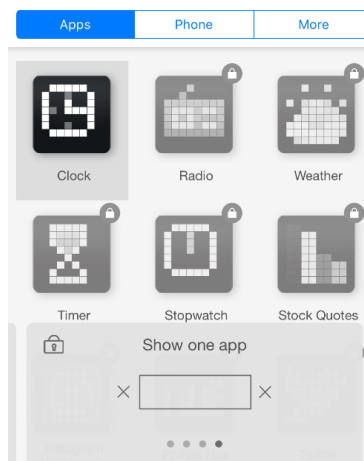 Apps Phone More
Clock Radio Weather
Timer Stopwatch Stock Quotes
Show one app